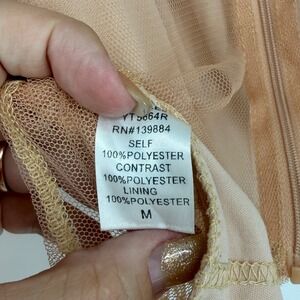 RN#139884
SELF
100%POLYESTER
CONTRAST
100%POLYESTER
LINING
100%POLYESTER
M